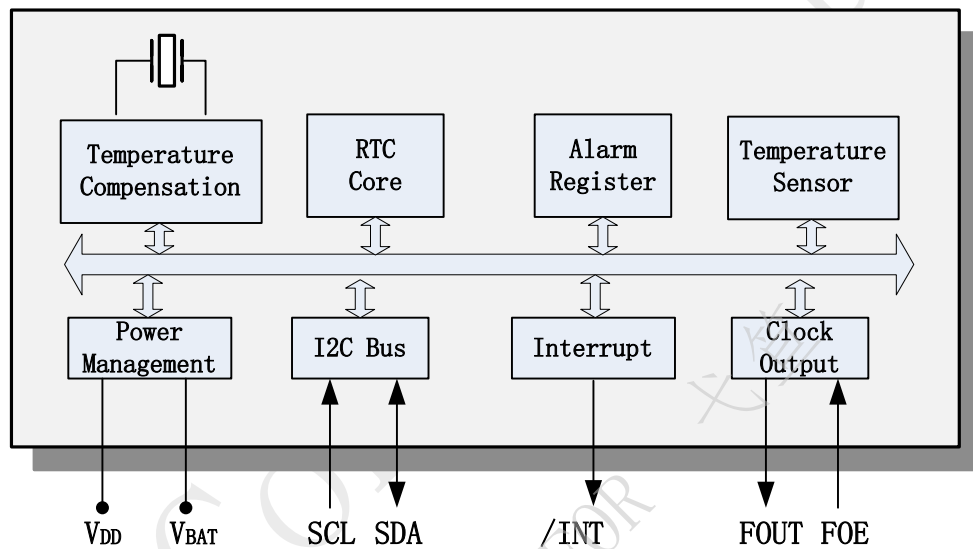 Temperature
Compensation
RTC
Core
Alarm
Register
Temperature
Sensor
Power
Management
I2C Bus
Interrupt
Clock
Output
VDD
VBAT
SCL
SDA
/INT
FOUT
FOE